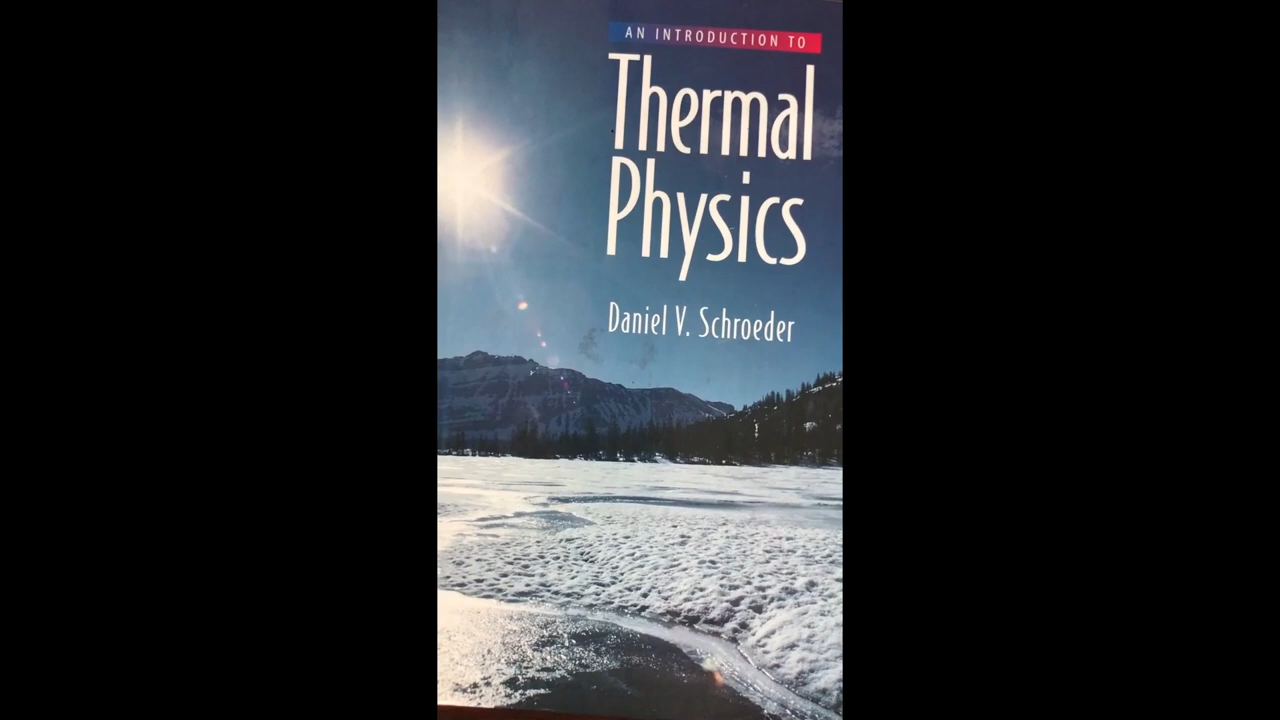 AN INTRODUCTION TO
Thermal
Physics
Daniel V. Schroeder